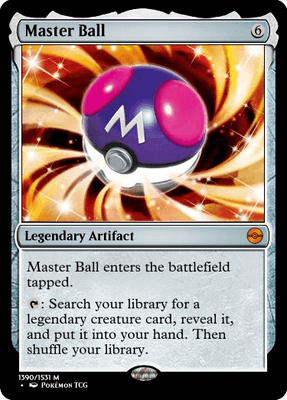 Master Ball 6
M
Legendary Artifact
Master Ball enters the battlefield
tapped.
: Search your library for a
legendary creature card, reveal it,
and put it into your hand. Then
shuffle your library.
1390/1531 M
• Pokémon TCG